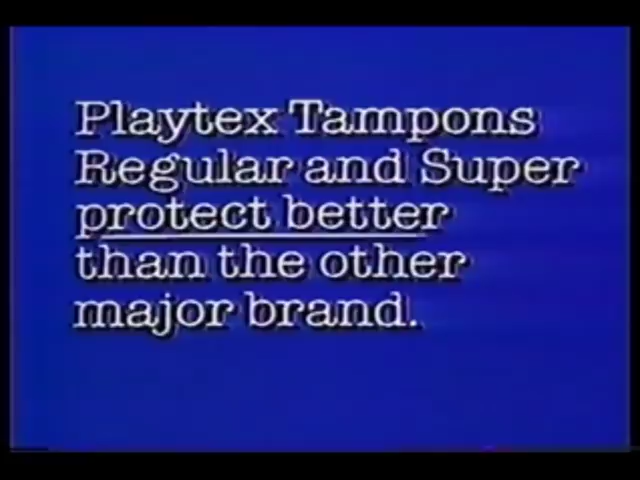 Playtex Tampons
Regular and Super
protect better
than the other
major brand.